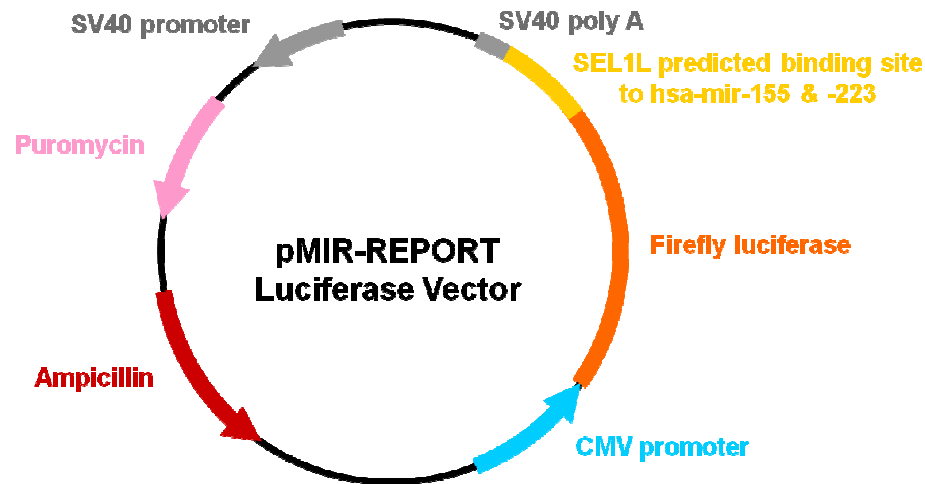 SV40 promoter
SV40 poly A
SEL1L predicted binding site
to hsa-mir-155 & -223
Puromycin
pMIR-REPORT
Luciferase Vector
Firefly luciferase
Ampicillin
CMV promoter